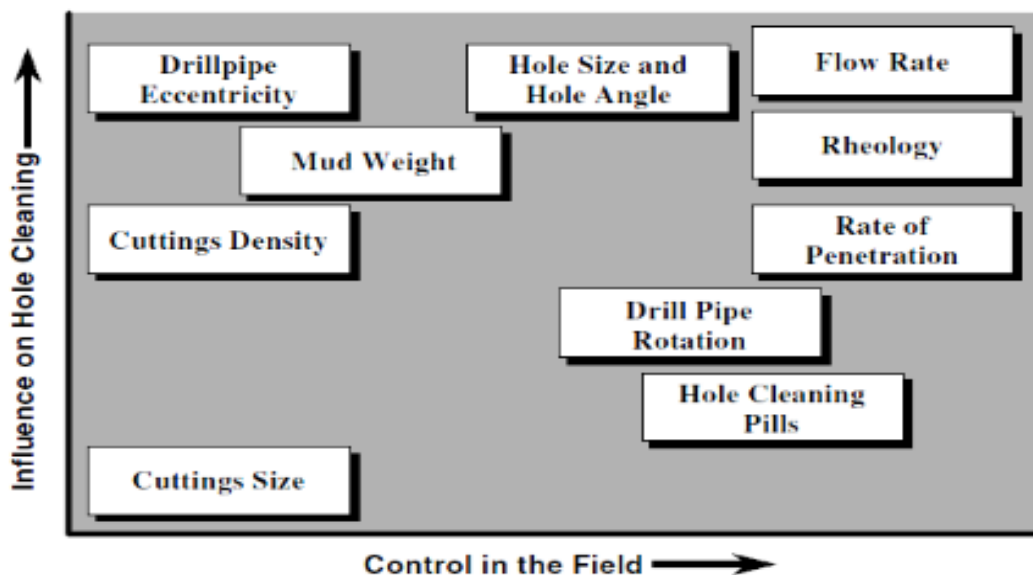 Influence on Hole Cleaning
Drillpipe
Eccentricity
Hole Size and
Hole Angle
Flow Rate
Mud Weight
Rheology
Cuttings Density
Rate of
Penetration
Drill Pipe
Rotation
Hole Cleaning
Pills
Cuttings Size
Control in the Field